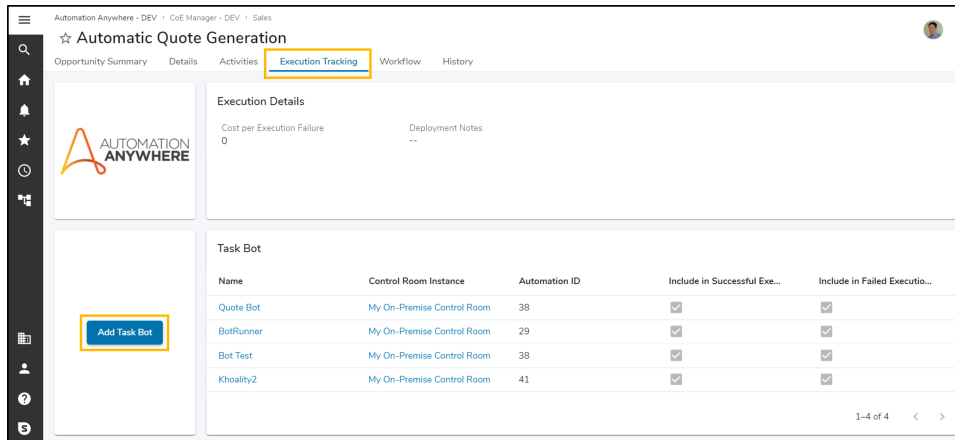 Automation Anywhere - DEV › CoE Manager - DEV › Sales
Automatic Quote Generation
Opportunity Summary Details Activities Execution Tracking Workflow History
AUTOMATION
ANYWHERE
Execution Details
Cost per Execution Failure Deployment Notes
0 --
Add Task Bot
Task Bot
Name Control Room Instance Automation ID Include in Successful Exe... Include in Failed Executio...
Quote Bot My On-Premise Control Room 38
BotRunner My On-Premise Control Room 29
Bot Test My On-Premise Control Room 38
Khoality2 My On-Premise Control Room 41
1–4 of 4 < >